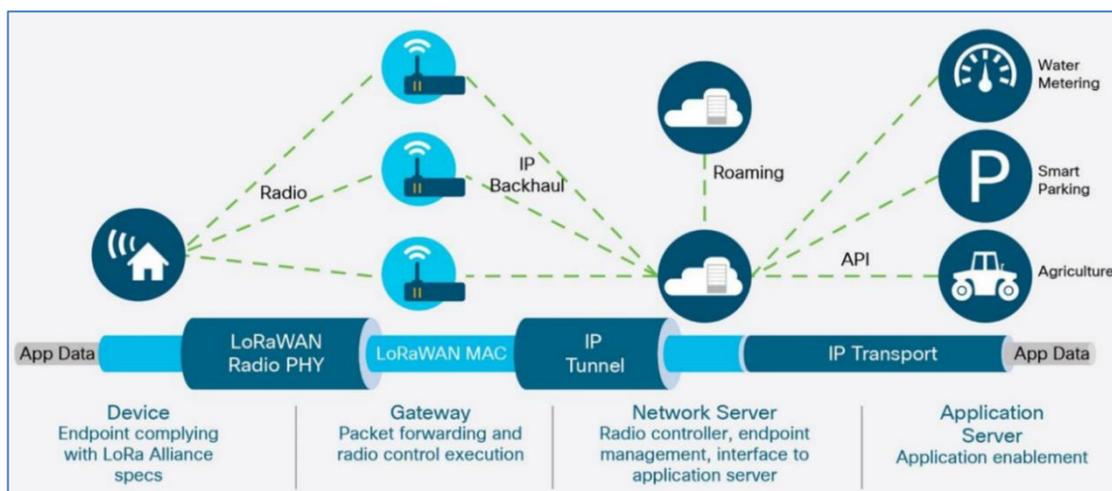 Water
Metering
IP
Backhaul
Radio
Roaming
P
Smart
Parking
API
Agriculture
App Data
LoRaWAN
Radio PHY
LoRaWAN MAC
IP
Tunnel
IP Transport
App Data
Device
Endpoint complying
with LoRa Alliance
specs
Gateway
Packet forwarding and
radio control execution
Network Server
Radio controller, endpoint
management, interface to
application server
Application
Server
Application enablement